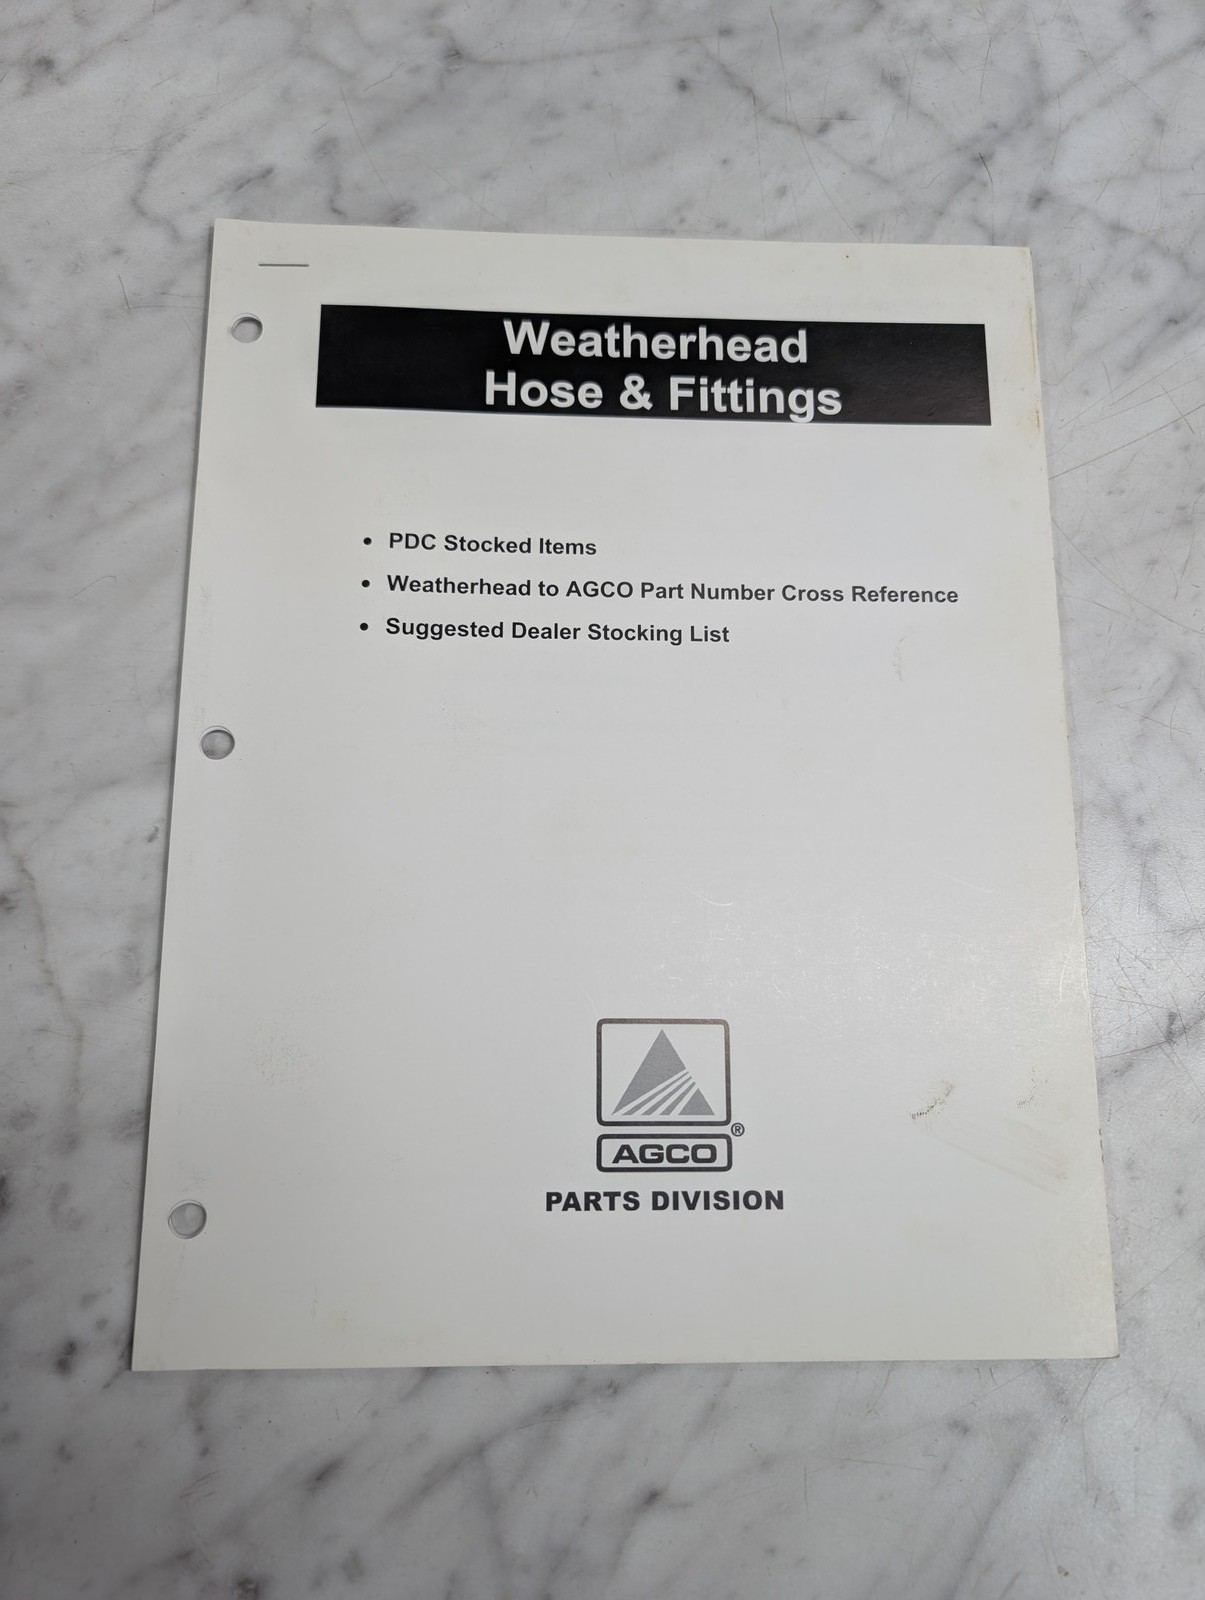 Weatherhead
Hose & Fittings
• PDC Stocked Items
• Weatherhead to AGCO Part Number Cross Reference
• Suggested Dealer Stocking List
®
AGCO
PARTS DIVISION